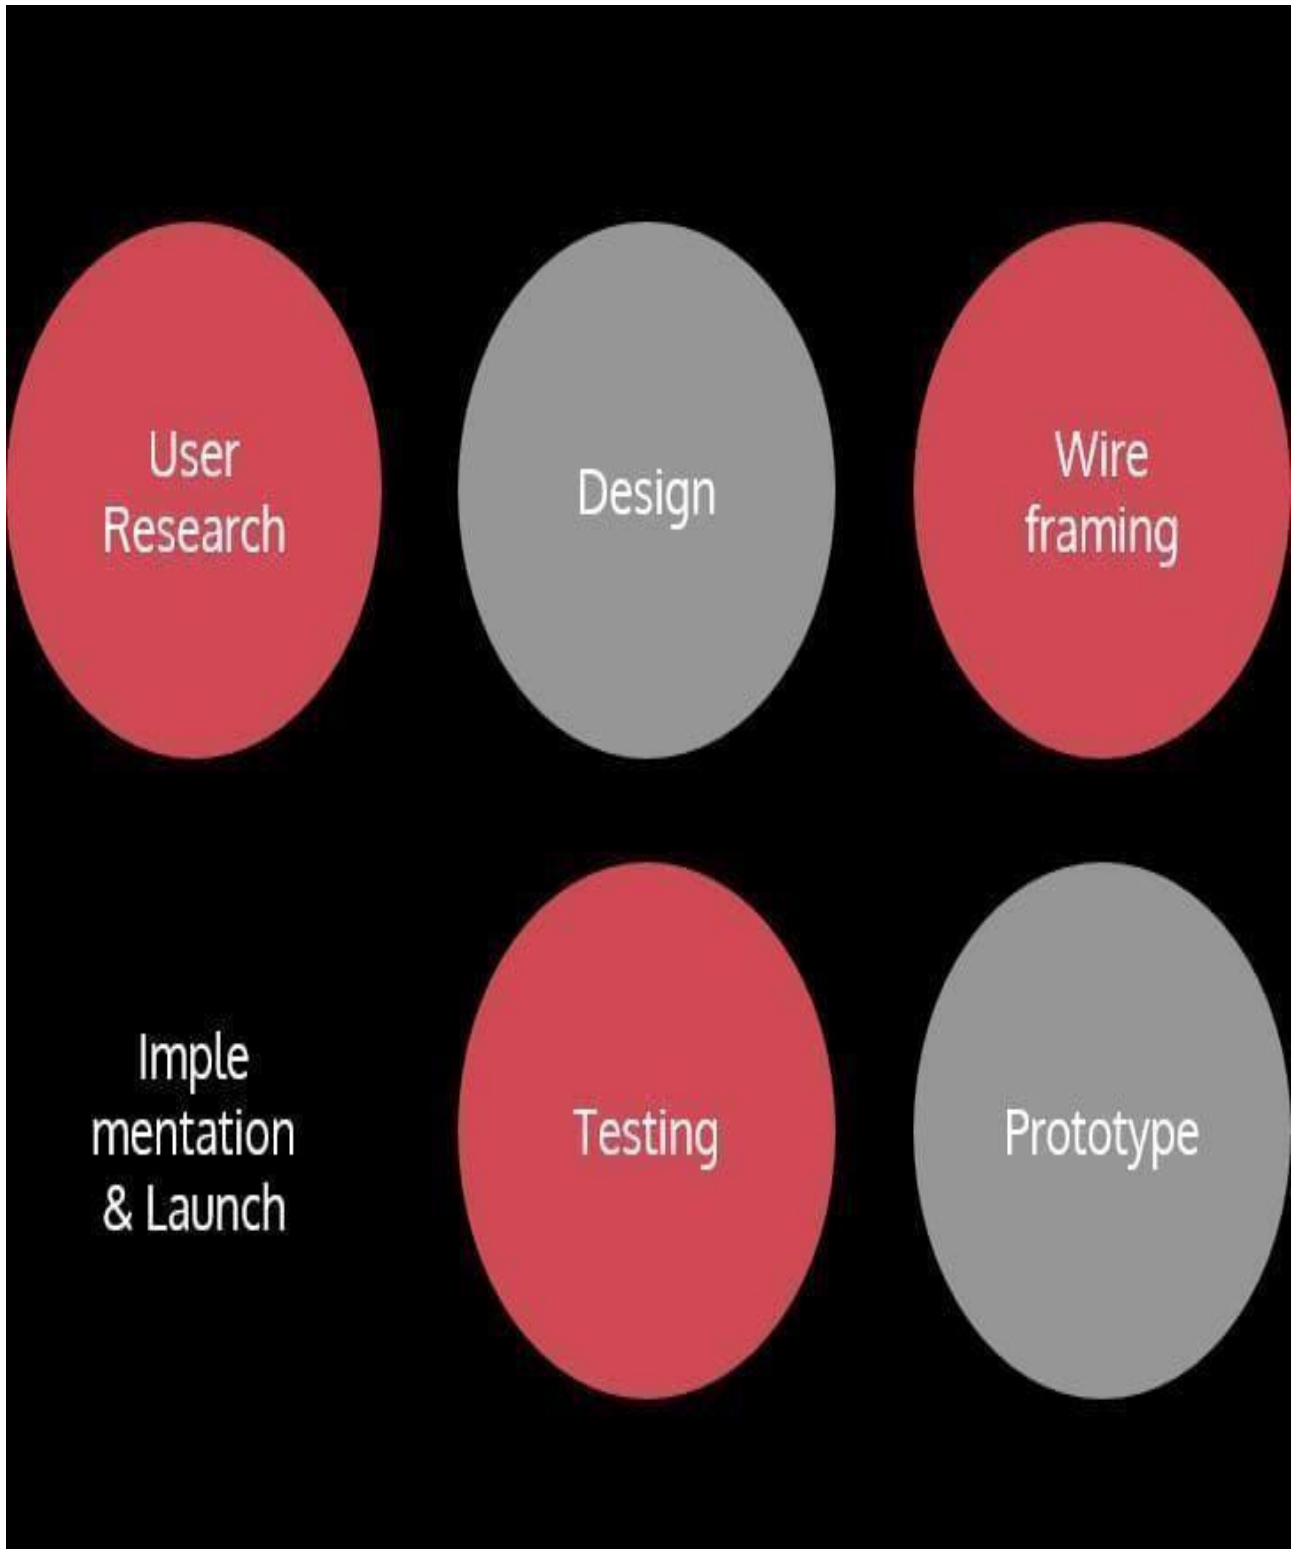 User
Research
Design
Wire
framing
Imple
mentation
& Launch
Testing
Prototype